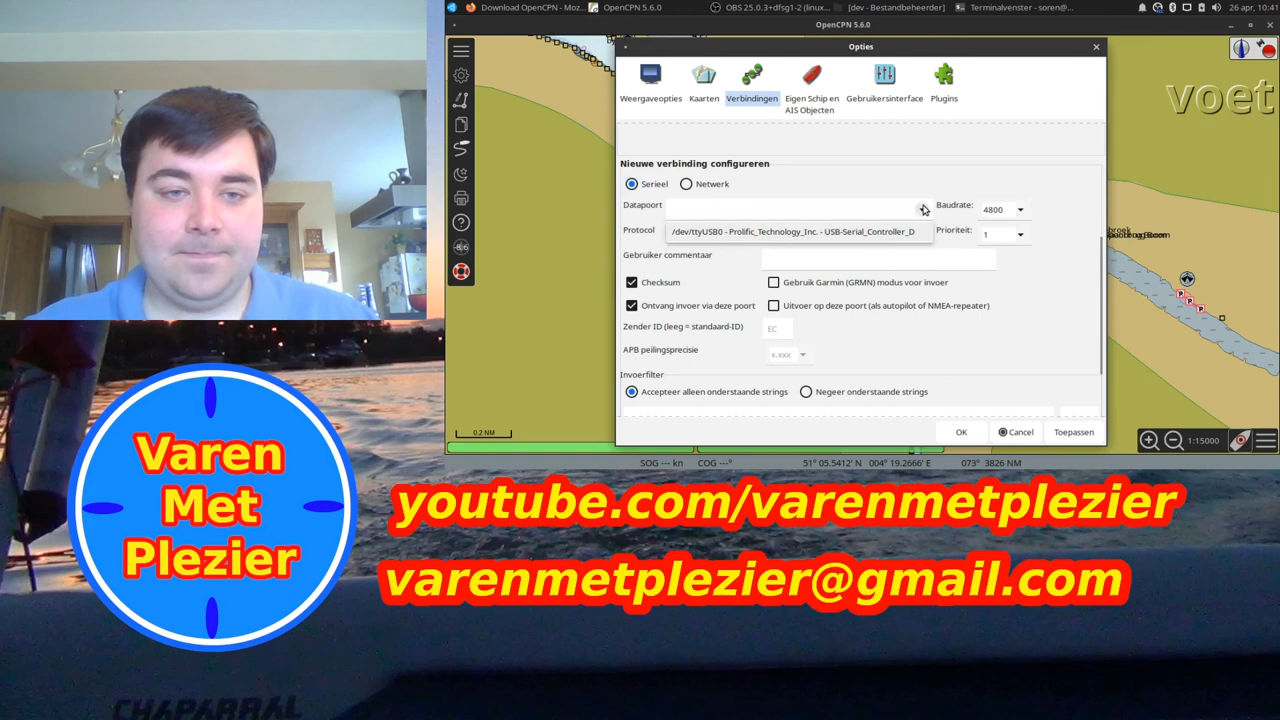 Download OpenCPN - Moz...
OpenCPN 5.6.0
OBS 25.0.3+dfsg1-2 (linux...
[dev - Bestandbeheerder]
Terminalvenster - soren@...
26 apr, 10:41
OpenCPN 5.6.0
Opties
Weergaveopties
Kaarten
Verbindingen
Eigen Schip en
AIS Objecten
Gebruikersinterface
Plugins
voet
Nieuwe verbinding configureren
Serieel
Netwerk
Datapoort
Baudrate:
4800
Protocol
/dev/ttyUSB0 - Prolific_Technology_Inc. - USB-Serial_Controller_D
Prioriteit:
1
Gebruiker commentaar
Checksum
Gebruik Garmin (GRMN) modus voor invoer
Ontvang invoer via deze poort
Uitvoer op deze poort (als autopilot of NMEA-repeater)
Zender ID (leeg = standaard-ID)
EC
APB peilingsprecisie
x.xxx
Invoerfilter
Accepteer alleen onderstaande strings
Negeer onderstaande strings
OK
Cancel
Toepassen
0.2 NM
1:15000
SOG --- kn
COG ---°
51° 05.5412' N
004° 19.2666' E
073°
3826 NM
Varen
Met
Plezier
youtube.com/varenmetplezier
varenmetplezier@gmail.com
CHAPARRAL